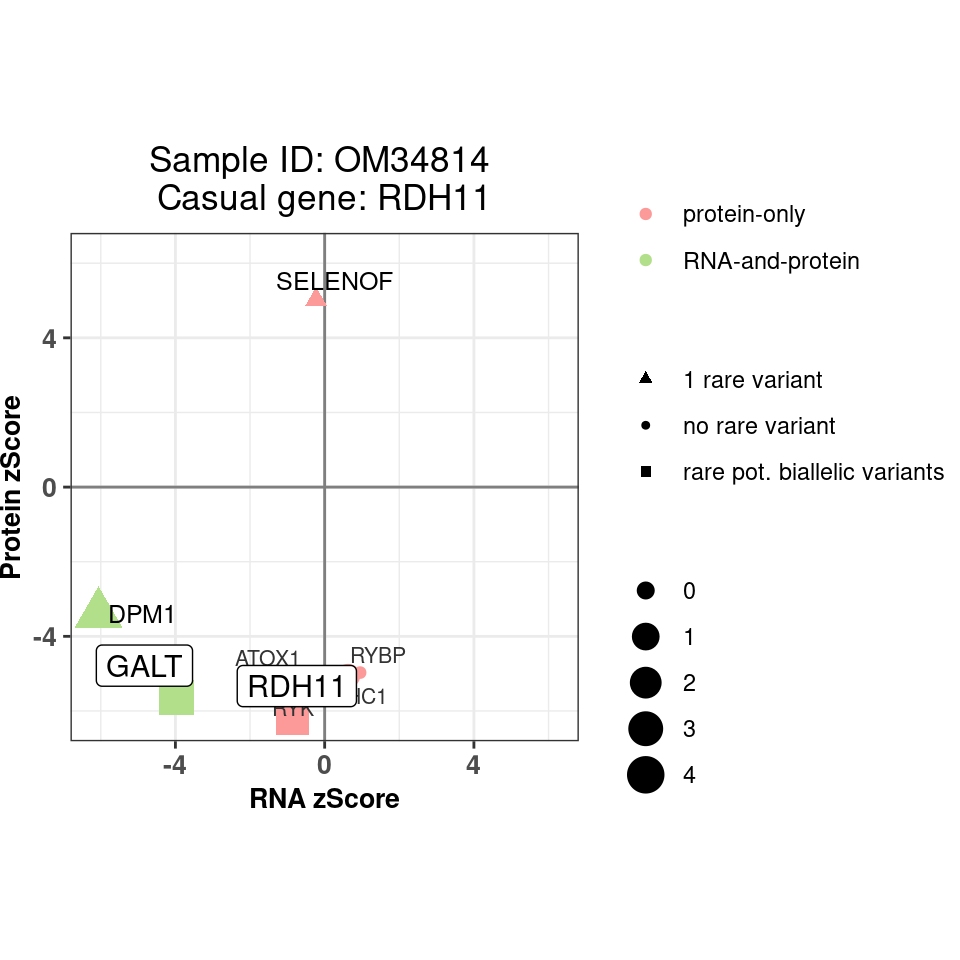 Sample ID: OM34814
Casual gene: RDH11
protein-only
RNA-and-protein
1 rare variant
no rare variant
rare pot. biallelic variants
0
1
2
3
4
Protein zScore
4
0
-4
SELENOF
DPM1
GALT
ATOX1
RYBP
RDH11
HC1
RYK
-4
0
4
RNA zScore